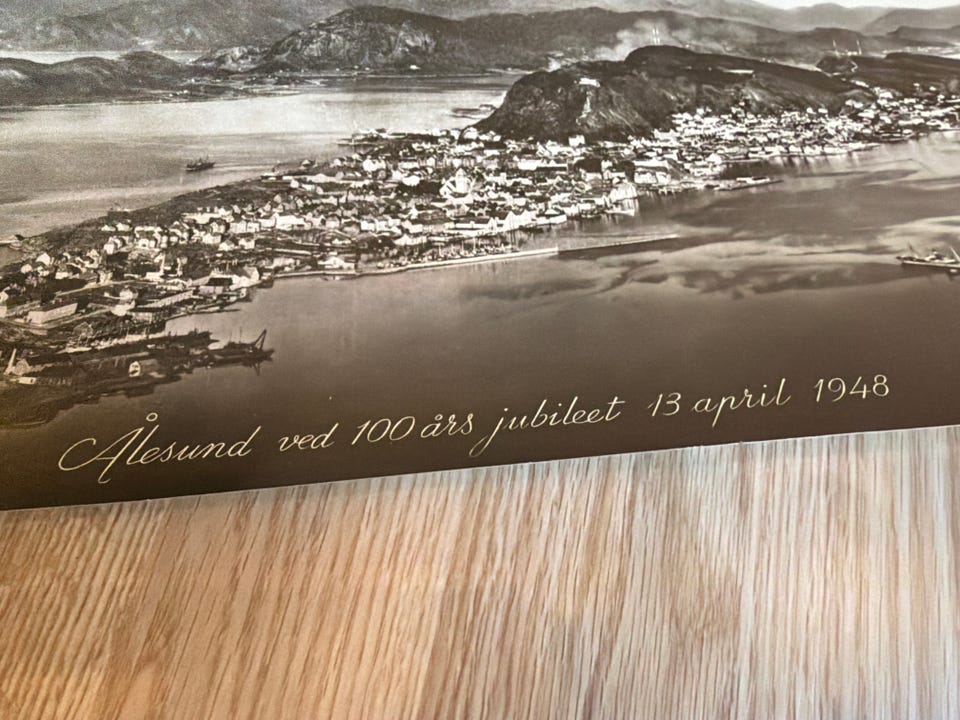 Ålesund ved 100 års jubileet 13 april 1948